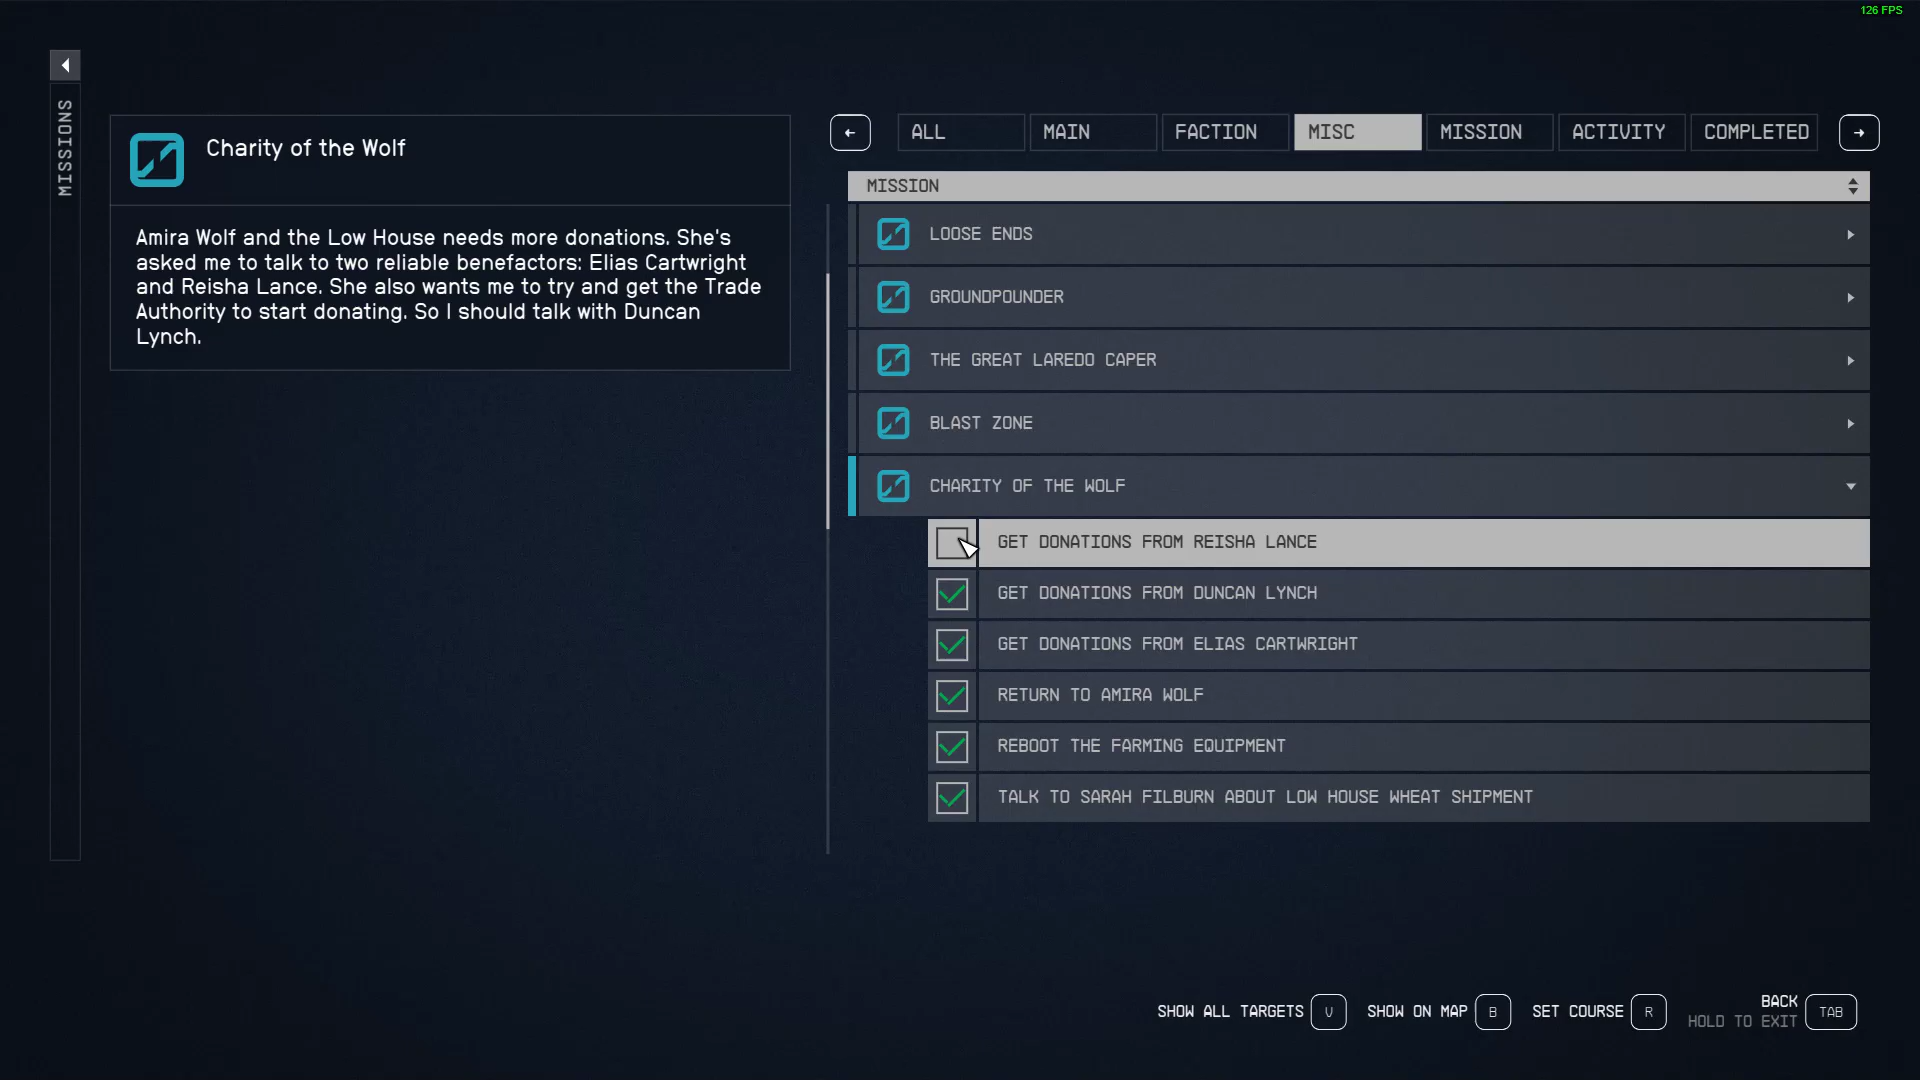 126 FPS
MISSIONS
Charity of the Wolf
Amira Wolf and the Low House needs more donations. She's
asked me to talk to two reliable benefactors: Elias Cartwright
and Reisha Lance. She also wants me to try and get the Trade
Authority to start donating. So I should talk with Duncan
Lynch.
ALL MAIN FACTION MISC MISSION ACTIVITY COMPLETED
MISSION
LOOSE ENDS
GROUNDPOUNDER
THE GREAT LAREDO CAPER
BLAST ZONE
CHARITY OF THE WOLF
GET DONATIONS FROM REISHA LANCE
GET DONATIONS FROM DUNCAN LYNCH
GET DONATIONS FROM ELIAS CARTWRIGHT
RETURN TO AMIRA WOLF
REBOOT THE FARMING EQUIPMENT
TALK TO SARAH FILBURN ABOUT LOW HOUSE WHEAT SHIPMENT
SHOW ALL TARGETS V SHOW ON MAP B SET COURSE R BACK TAB
HOLD TO EXIT